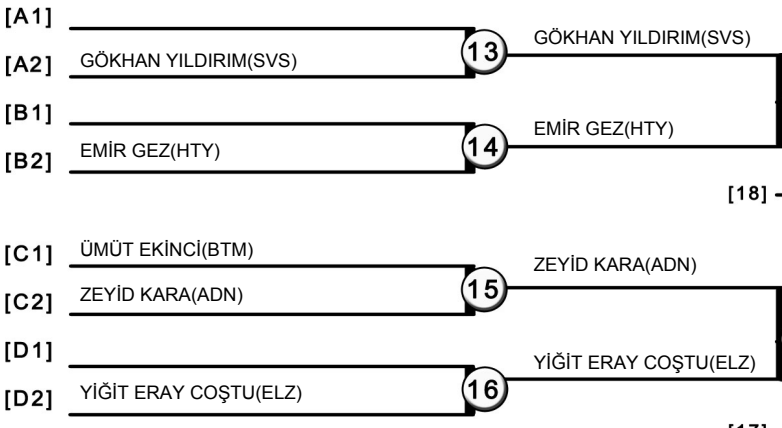 [A1]
[A2] GÖKHAN YILDIRIM(SVS)
13 GÖKHAN YILDIRIM(SVS)
[B1]
[B2] EMİR GEZ(HTY)
14 EMİR GEZ(HTY)
[18]
[C1] ÜMÜT EKİNCİ(BTM)
[C2] ZEYİD KARA(ADN)
15 ZEYİD KARA(ADN)
[D1]
[D2] YİĞİT ERAY COŞTU(ELZ)
16 YİĞİT ERAY COŞTU(ELZ)